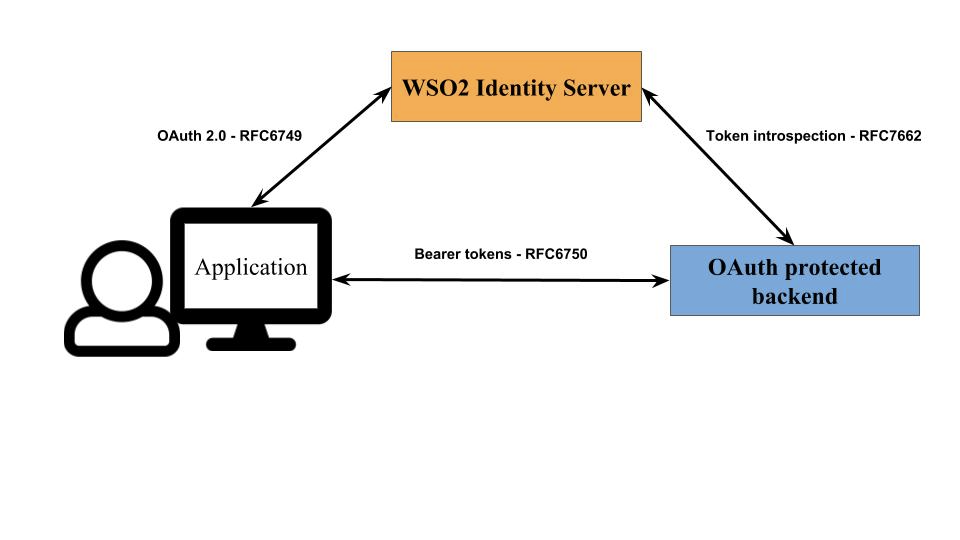 WSO2 Identity Server
OAuth 2.0 - RFC6749
Token introspection - RFC7662
Bearer tokens - RFC6750
Application
OAuth protected
backend